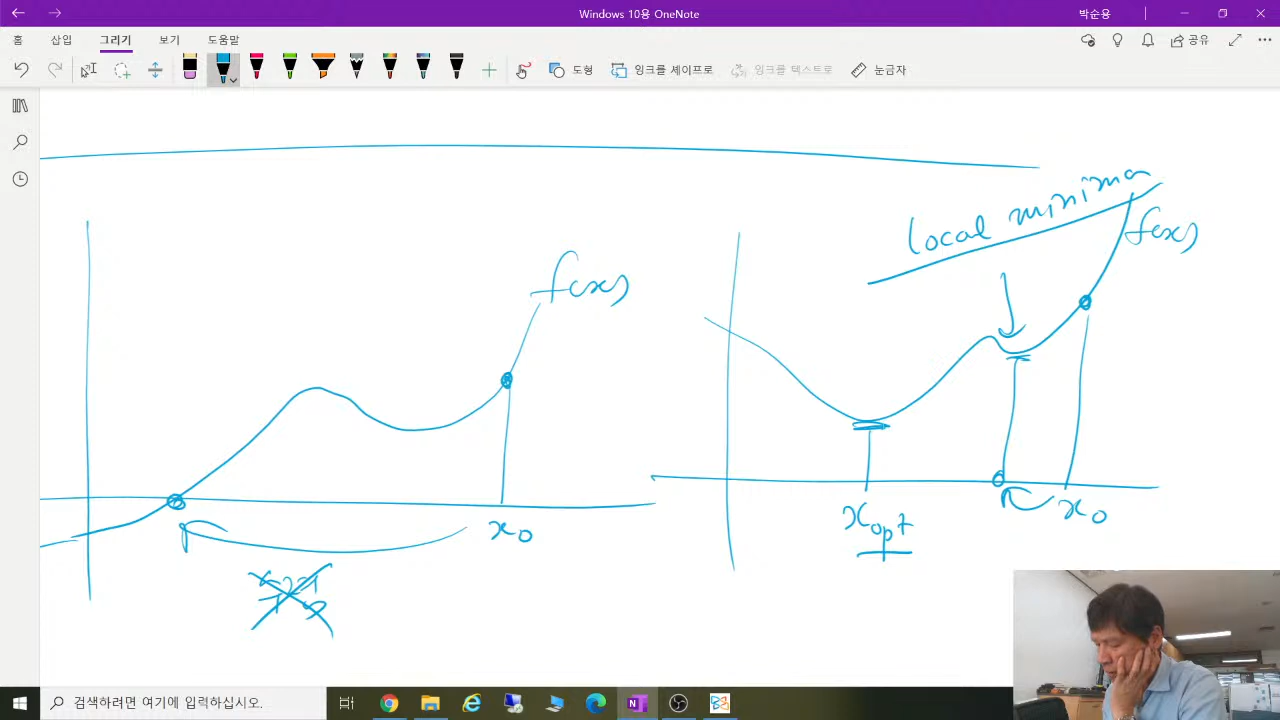 Windows 10용 OneNote
박순용
홈 삽입 그리기 보기 도움말
공유
도형 잉크를 셰이프로 잉크를 텍스트로 눈금자
local minima
f(x)
f(x)
x0
xopt
x0
검색하려면 여기에 입력하십시오.